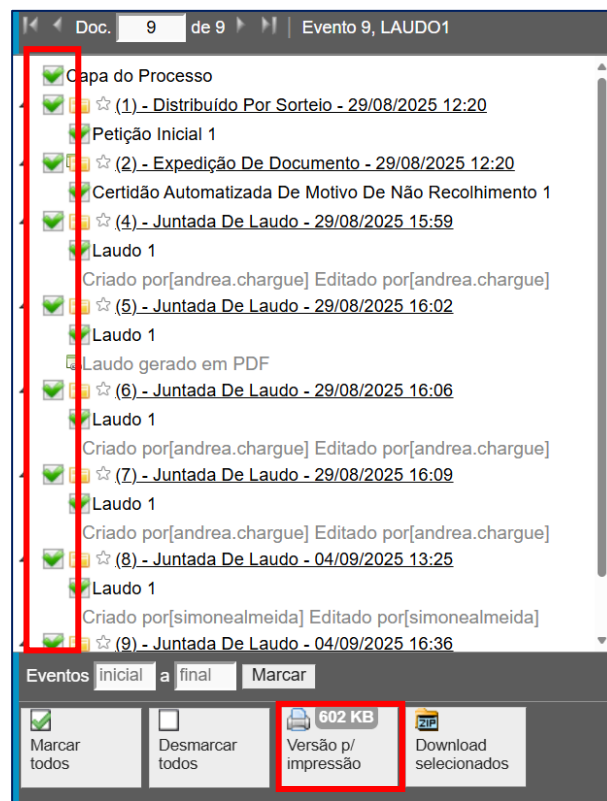 Doc. 9 de 9 | Evento 9, LAUDO1
Capa do Processo
(1) - Distribuído Por Sorteio - 29/08/2025 12:20
Petição Inicial 1
(2) - Expedição De Documento - 29/08/2025 12:20
Certidão Automatizada De Motivo De Não Recolhimento 1
(4) - Juntada De Laudo - 29/08/2025 15:59
Laudo 1
Criado por[andrea.chargue] Editado por[andrea.chargue]
(5) - Juntada De Laudo - 29/08/2025 16:02
Laudo 1
Laudo gerado em PDF
(6) - Juntada De Laudo - 29/08/2025 16:06
Laudo 1
Criado por[andrea.chargue] Editado por[andrea.chargue]
(7) - Juntada De Laudo - 29/08/2025 16:09
Laudo 1
Criado por[andrea.chargue] Editado por[andrea.chargue]
(8) - Juntada De Laudo - 04/09/2025 13:25
Laudo 1
Criado por[simonealmeida] Editado por[simonealmeida]
(9) - Juntada De Laudo - 04/09/2025 16:36
Eventos inicial a final Marcar
602 KB ZIP
Marcar Desmarcar Versão p/ Download
todos todos impressão selecionados